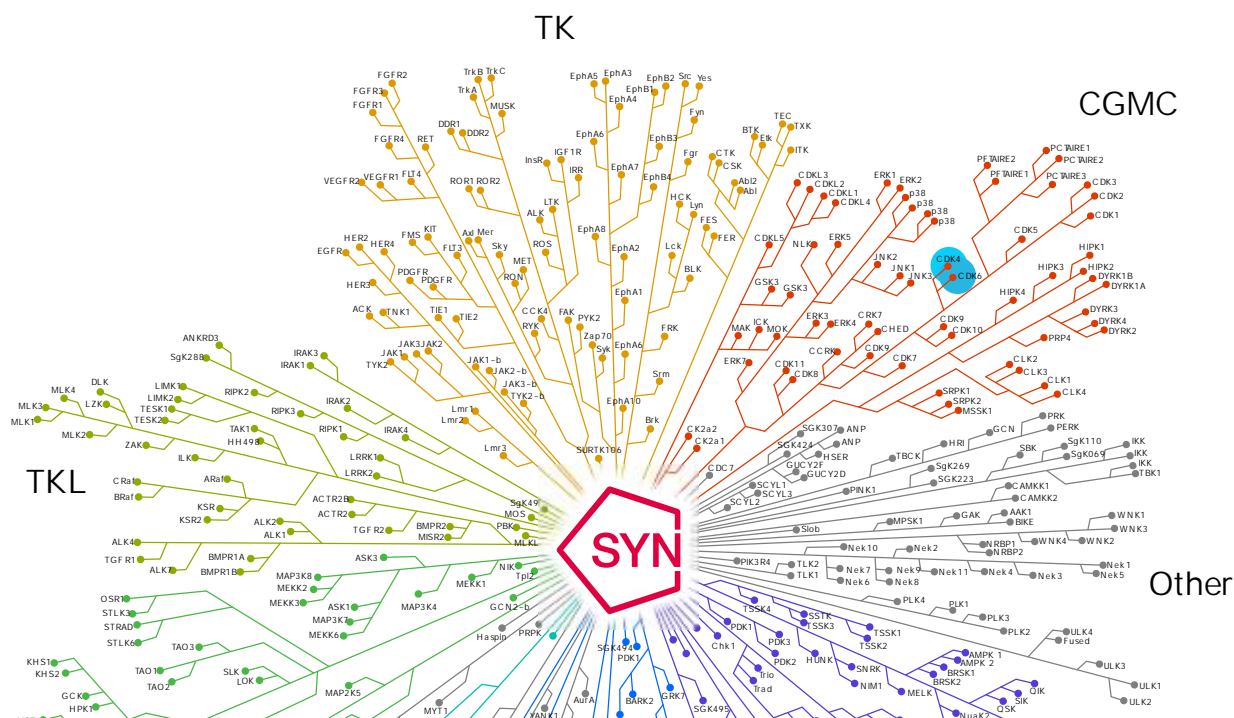 TK
CGMC
TKL
Other
SYN
FGFR2
FGFR3
FGFR1
FGFR4
RET
TrkB
TrkC
TrkA
MUSK
DDR1
DDR2
VEGFR2
VEGFR1
FLT4
ROR1
ROR2
EphA5
EphA3
EphB2
EphB1
EphA4
Src
Yes
Fyn
EphA6
EphB3
Fgr
EphA7
EphB4
InsR
IGF1R
IRR
LTK
ALK
ROS
HCK
Lyn
FES
FER
Lck
BLK
CTK
CSK
Abl2
Abl
BTK
Etk
TEC
TXK
ITK
HER2
EGFR
HER4
HER3
FMS
KIT
FLT3
Axl
Mer
Sky
MET
RON
PDGFR
PDGFR
EphA8
EphA2
EphA1
ACK
TNK1
TIE1
TIE2
CCK4
RYK
FAK
PYK2
Zap70
Syk
EphA6
FRK
JAK3
JAK2
JAK1
TYK2
JAK1-b
JAK2-b
JAK3-b
TYK2-b
Lmr1
Lmr2
Lmr3
EphA10
Srm
Brk
SURTK106
CDKL3
CDKL2
CDKL1
CDKL4
CDKL5
ERK1
ERK2
p38
p38
p38
p38
NLK
ERK5
JNK2
JNK1
JNK3
GSK3
GSK3
CDK4
CDK6
PFTAIRE2
PFTAIRE1
PCTAIRE1
PCTAIRE2
PCTAIRE3
CDK3
CDK2
CDK1
CDK5
HIPK1
HIPK2
HIPK3
HIPK4
DYRK1B
DYRK1A
DYRK3
DYRK4
DYRK2
PRP4
MAK
ICK
MOK
ERK3
ERK4
ERK7
CRK7
CHED
CDK9
CDK10
CCRK
CDK9
CDK7
CDK11
CDK8
CLK2
CLK3
CLK1
CLK4
SRPK1
SRPK2
MSSK1
CK2a2
CK2a1
CDC7
ANKRD3
SgK288
IRAK3
IRAK1
DLK
MLK4
LZK
MLK3
MLK1
MLK2
LIMK1
LIMK2
TESK1
TESK2
RIPK2
RIPK3
IRAK2
RIPK1
IRAK4
TAK1
HH498
ZAK
ILK
LRRK1
LRRK2
CRaf
BRaf
ARaf
KSR
KSR2
ACTR2B
ACTR2
ALK2
ALK1
TGFR2
BMPR2
MISR2
ALK4
TGFR1
ALK7
BMPR1A
BMPR1B
SgK49
MOS
PBK
MLKL
SGK307
ANP
ANP
SGK424
HSER
GUCY2F
GUCY2D
SCYL1
SCYL3
SCYL2
PRK
PERK
GCN
HRI
TBCK
SBK
SgK110
SgK069
IKK
IKK
IKK
TBK1
SgK269
SGK223
PINK1
CAMKK1
CAMKK2
GAK
AAK1
BIKE
MPSK1
Slob
WNK1
WNK3
WNK4
WNK2
NRBP1
NRBP2
PIK3R4
TLK2
TLK1
Nek10
Nek2
Nek7
Nek6
Nek9
Nek8
Nek11
Nek4
Nek3
Nek1
Nek5
PLK4
PLK1
PLK3
PLK2
ULK4
Fused
ULK3
ULK1
ULK2
ASK3
NIK
Tpl2
MEKK1
GCN2-b
MAP3K8
MEKK2
MEKK3
MAP3K4
ASK1
MAP3K7
MEKK6
OSR1
STLK3
STRAD
STLK6
TAO3
TAO1
TAO2
SLK
LOK
MAP2K5
KHS1
KHS2
GCK
HPK1
Haspin
PRPK
MYT1
AurA
VANK1
SGK494
PDK1
BARK2
GRK7
SGK495
Chk1
PDK1
TSSK4
SSTK
TSSK3
TSSK1
TSSK2
PDK3
PDK2
Trio
Trad
HUNK
SNRK
NIM1
MELK
AMPK 1
AMPK 2
BRSK1
BRSK2
QIK
SIK
QSK
NuaK2